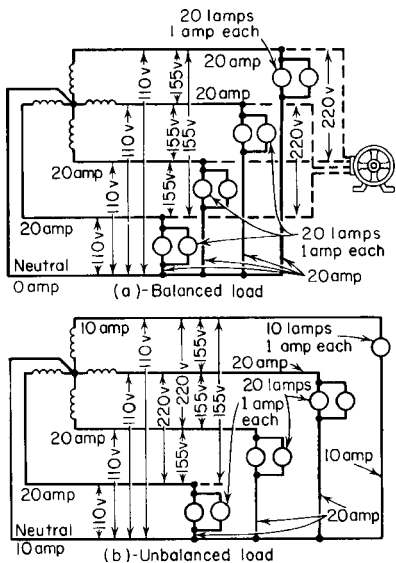 20 lamps
1 amp each
20 amp
110v
155v
155v
220v
20 amp
110v
155v
220v
20 amp
110v
155v
20 amp
110v
20 lamps
1 amp each
20 amp
Neutral
0 amp
(a)-Balanced load
10 amp
10 lamps
1 amp each
110v
220v
155v
155v
20 amp
20 lamps
1 amp
each
110v
220v
20 amp
110v
155v
10 amp
20 amp
110v
20 amp
Neutral
10 amp
(b)-Unbalanced load